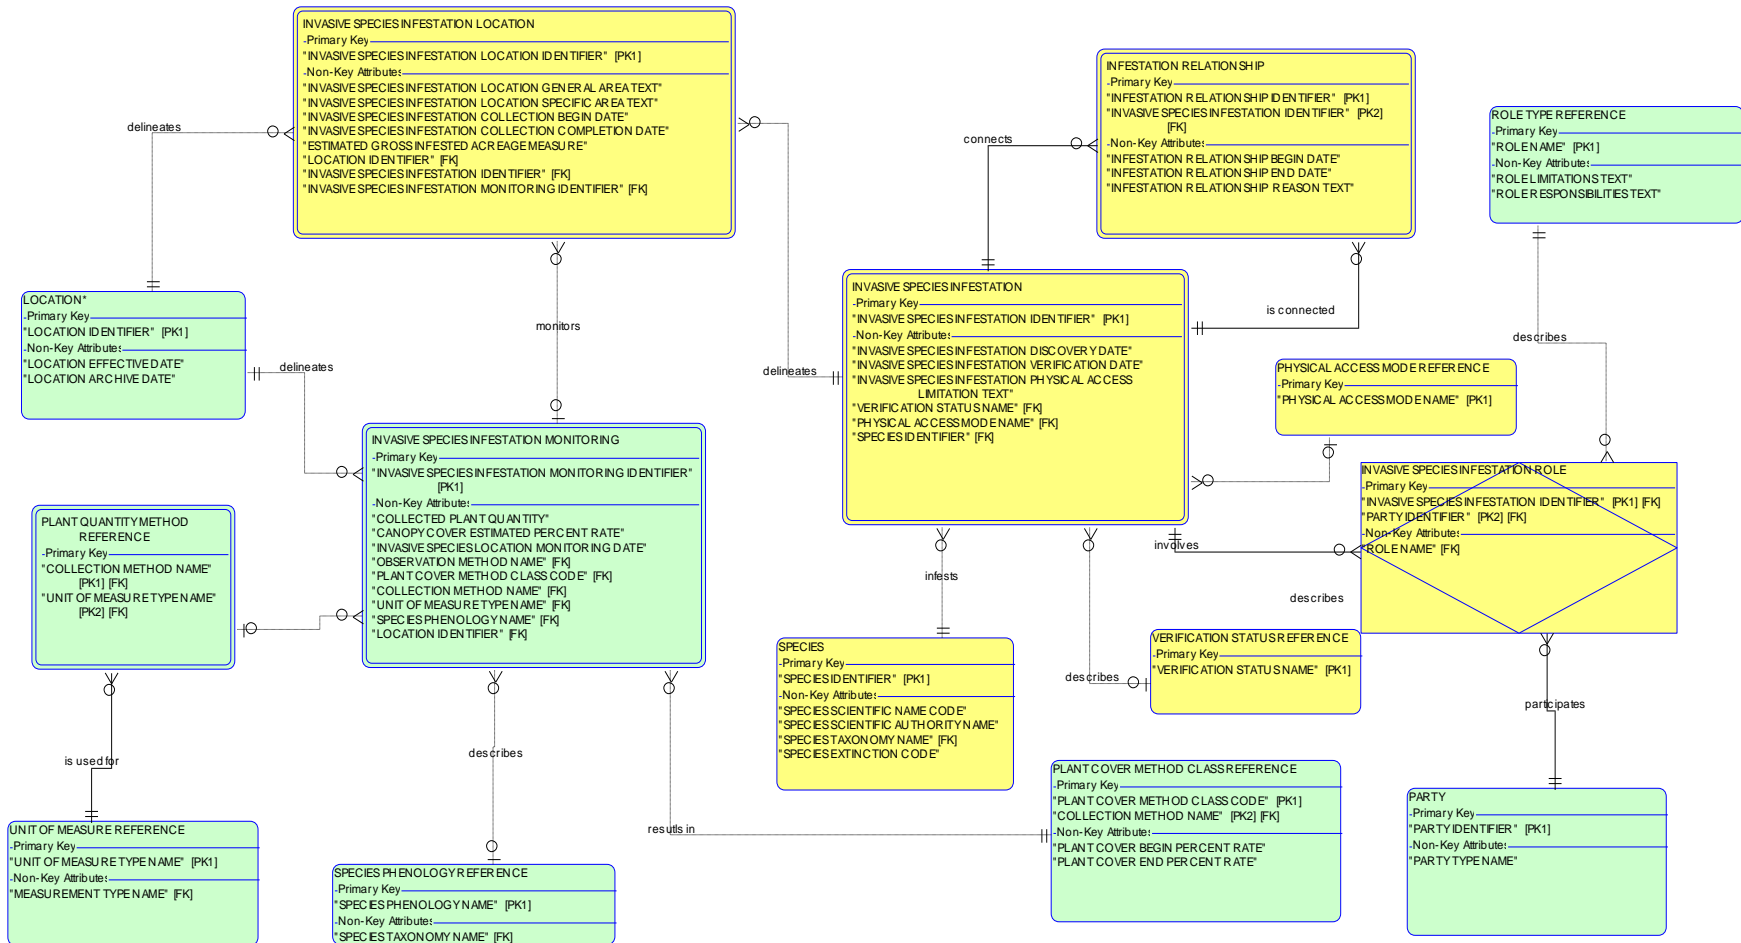 INVASIVE SPECIES INFESTATION LOCATION
-Primary Key
"INVASIVE SPECIES INFESTATION LOCATION IDENTIFIER" [PK1]
-Non-Key Attributes
"INVASIVE SPECIES INFESTATION LOCATION GENERAL AREA TEXT"
"INVASIVE SPECIES INFESTATION LOCATION SPECIFIC AREA TEXT"
"INVASIVE SPECIES INFESTATION COLLECTION BEGIN DATE"
"INVASIVE SPECIES INFESTATION COLLECTION COMPLETION DATE"
"ESTIMATED GROSS INFESTED ACREAGE MEASURE"
"LOCATION IDENTIFIER" [FK]
"INVASIVE SPECIES INFESTATION IDENTIFIER" [FK]
"INVASIVE SPECIES INFESTATION MONITORING IDENTIFIER" [FK]
INFESTATION RELATIONSHIP
-Primary Key
"INFESTATION RELATIONSHIP IDENTIFIER" [PK1]
"INVASIVE SPECIES INFESTATION IDENTIFIER" [PK2]
[FK]
-Non-Key Attributes
"INFESTATION RELATIONSHIP BEGIN DATE"
"INFESTATION RELATIONSHIP END DATE"
"INFESTATION RELATIONSHIP REASON TEXT"
ROLE TYPE REFERENCE
-Primary Key
"ROLE NAME" [PK1]
-Non-Key Attributes
"ROLE LIMITATIONS TEXT"
"ROLE RESPONSIBILITIES TEXT"
delineates
connects
LOCATION*
-Primary Key
"LOCATION IDENTIFIER" [PK1]
-Non-Key Attributes
"LOCATION EFFECTIVE DATE"
"LOCATION ARCHIVE DATE"
delineates
monitors
delineates
INVASIVE SPECIES INFESTATION
-Primary Key
"INVASIVE SPECIES INFESTATION IDENTIFIER" [PK1]
-Non-Key Attributes
"INVASIVE SPECIES INFESTATION DISCOVERY DATE"
"INVASIVE SPECIES INFESTATION VERIFICATION DATE"
"INVASIVE SPECIES INFESTATION PHYSICAL ACCESS
LIMITATION TEXT"
"VERIFICATION STATUS NAME" [FK]
"PHYSICAL ACCESS MODE NAME" [FK]
"SPECIES IDENTIFIER" [FK]
is connected
describes
PHYSICAL ACCESS MODE REFERENCE
-Primary Key
"PHYSICAL ACCESS MODE NAME" [PK1]
INVASIVE SPECIES INFESTATION MONITORING
-Primary Key
"INVASIVE SPECIES INFESTATION MONITORING IDENTIFIER"
[PK1]
-Non-Key Attributes
"COLLECTED PLANT QUANTITY"
"CANOPY COVER ESTIMATED PERCENT RATE"
"INVASIVE SPECIES LOCATION MONITORING DATE"
"OBSERVATION METHOD NAME" [FK]
"PLANT COVER METHOD CLASS CODE" [FK]
"COLLECTION METHOD NAME" [FK]
"UNIT OF MEASURE TYPE NAME" [FK]
"SPECIES PHENOLOGY NAME" [FK]
"LOCATION IDENTIFIER" [FK]
INVASIVE SPECIES INFESTATION ROLE
-Primary Key
"INVASIVE SPECIES INFESTATION IDENTIFIER" [PK1] [FK]
"PARTY IDENTIFIER" [PK2] [FK]
-Non-Key Attributes
"ROLE NAME" [FK]
PLANT QUANTITY METHOD
REFERENCE
-Primary Key
"COLLECTION METHOD NAME"
[PK1] [FK]
"UNIT OF MEASURE TYPE NAME"
[PK2] [FK]
involves
infests
describes
SPECIES
-Primary Key
"SPECIES IDENTIFIER" [PK1]
-Non-Key Attributes
"SPECIES SCIENTIFIC NAME CODE"
"SPECIES SCIENTIFIC AUTHORITY NAME"
"SPECIES TAXONOMY NAME" [FK]
"SPECIES EXTINCTION CODE"
VERIFICATION STATUS REFERENCE
-Primary Key
"VERIFICATION STATUS NAME" [PK1]
describes
participates
is used for
describes
resutls in
PLANT COVER METHOD CLASS REFERENCE
-Primary Key
"PLANT COVER METHOD CLASS CODE" [PK1]
"COLLECTION METHOD NAME" [PK2] [FK]
-Non-Key Attributes
"PLANT COVER BEGIN PERCENT RATE"
"PLANT COVER END PERCENT RATE"
PARTY
-Primary Key
"PARTY IDENTIFIER" [PK1]
-Non-Key Attributes
"PARTY TYPE NAME"
UNIT OF MEASURE REFERENCE
-Primary Key
"UNIT OF MEASURE TYPE NAME" [PK1]
-Non-Key Attributes
"MEASUREMENT TYPE NAME" [FK]
SPECIES PHENOLOGY REFERENCE
-Primary Key
"SPECIES PHENOLOGY NAME" [PK1]
-Non-Key Attributes
"SPECIES TAXONOMY NAME" [FK]